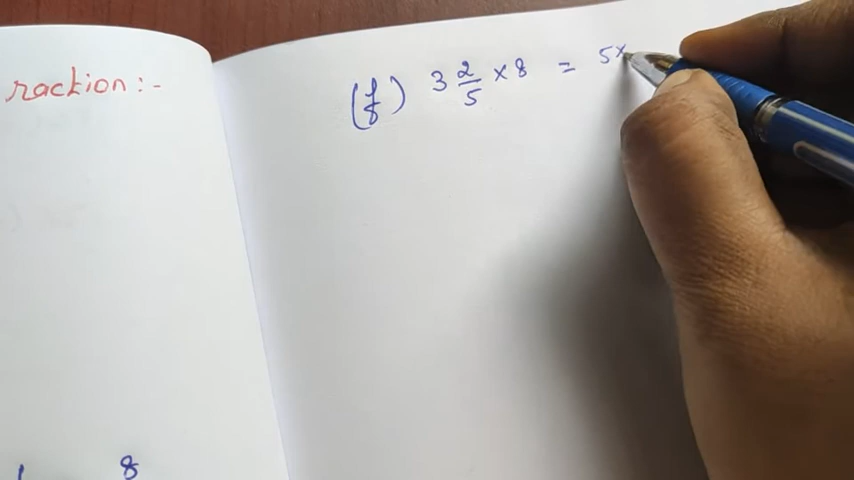 raction :-
(f) 3 2/5 × 8 = 5×
8